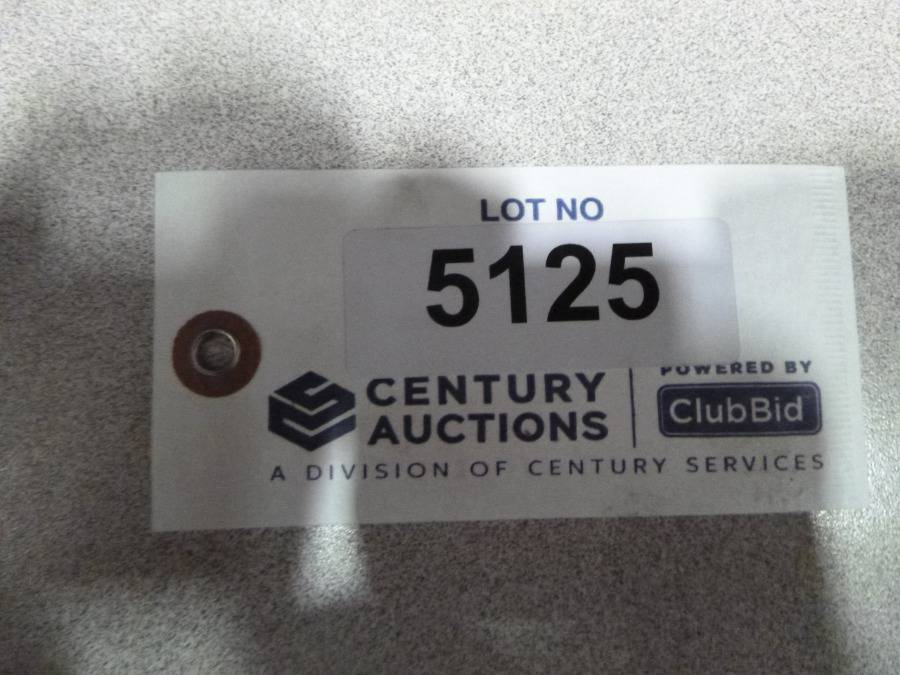 LOT NO
5125
CENTURY
AUCTIONS
POWERED BY
ClubBid
A DIVISION OF CENTURY SERVICES